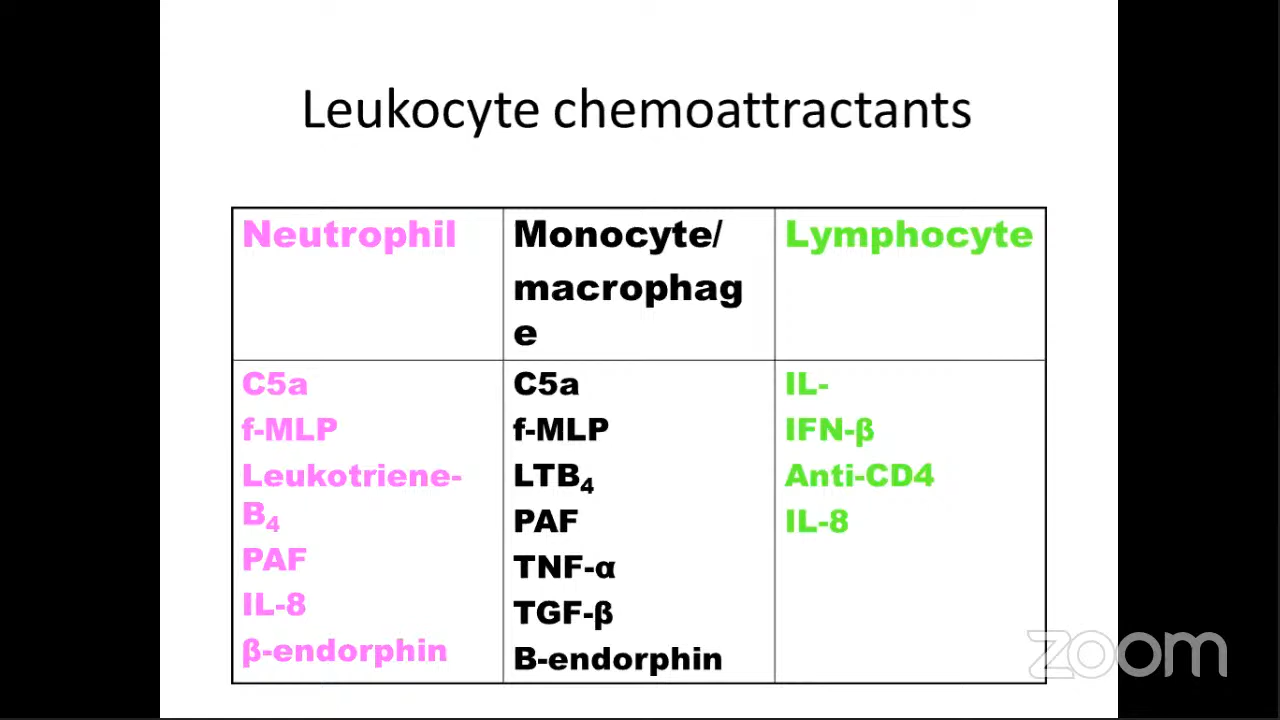 Leukocyte chemoattractants
Neutrophil
Monocyte/
macrophag
e
Lymphocyte
C5a
f-MLP
Leukotriene-
B₄
PAF
IL-8
β-endorphin
C5a
f-MLP
LTB₄
PAF
TNF-α
TGF-β
B-endorphin
IL-
IFN-β
Anti-CD4
IL-8
zoom